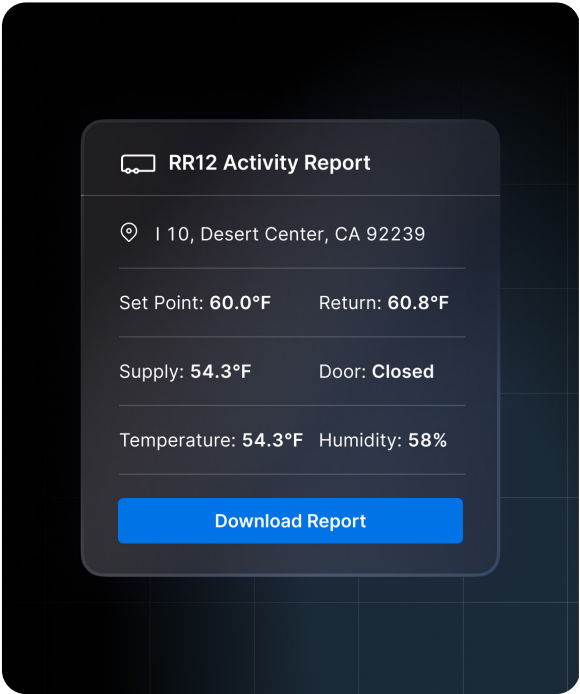 RR12 Activity Report
I 10, Desert Center, CA 92239
Set Point: 60.0°F Return: 60.8°F
Supply: 54.3°F Door: Closed
Temperature: 54.3°F Humidity: 58%
Download Report